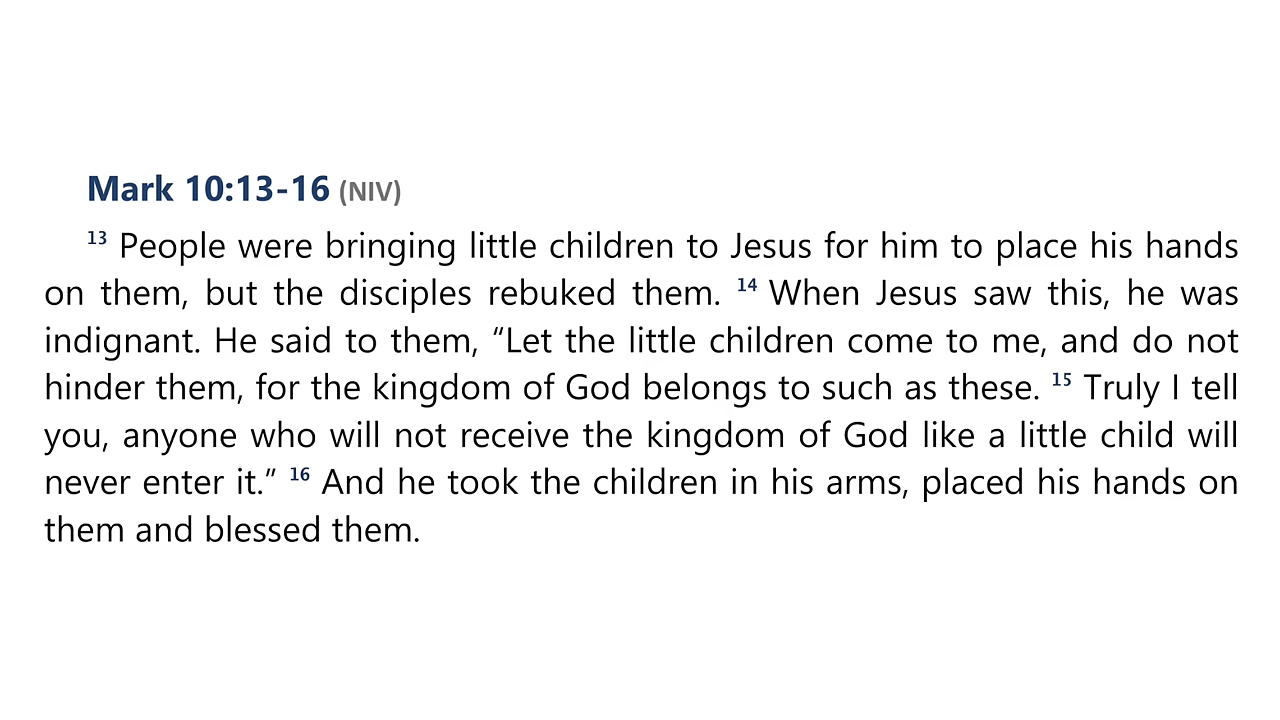 Mark 10:13-16 (NIV)
13 People were bringing little children to Jesus for him to place his hands
on them, but the disciples rebuked them. 14 When Jesus saw this, he was
indignant. He said to them, “Let the little children come to me, and do not
hinder them, for the kingdom of God belongs to such as these. 15 Truly I tell
you, anyone who will not receive the kingdom of God like a little child will
never enter it.” 16 And he took the children in his arms, placed his hands on
them and blessed them.